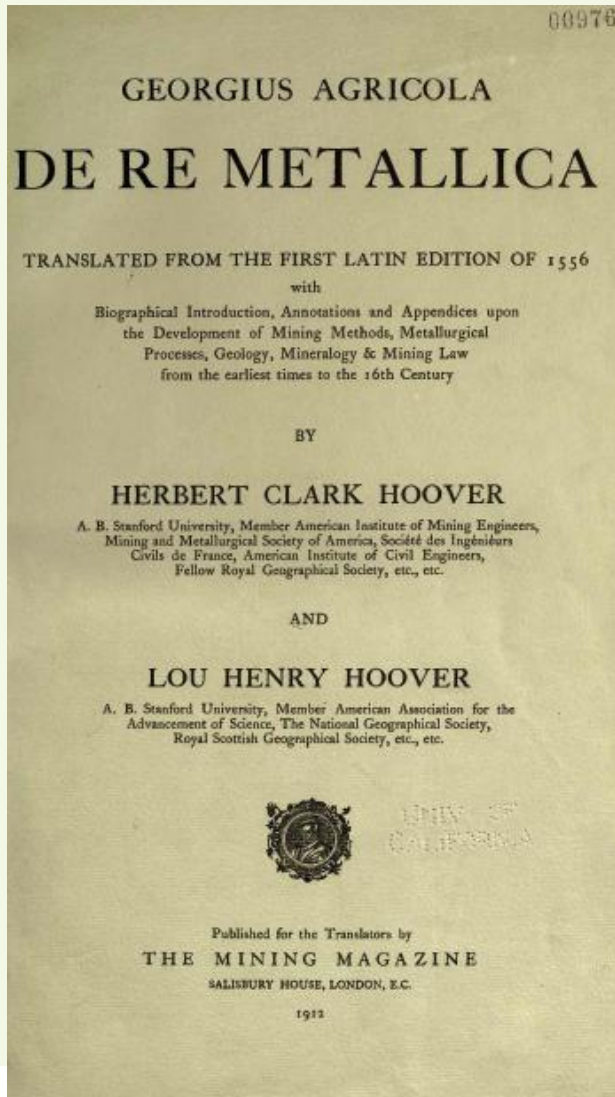 00976
GEORGIUS AGRICOLA
DE RE METALLICA
TRANSLATED FROM THE FIRST LATIN EDITION OF 1556
with
Biographical Introduction, Annotations and Appendices upon
the Development of Mining Methods, Metallurgical
Processes, Geology, Mineralogy & Mining Law
from the earliest times to the 16th Century
BY
HERBERT CLARK HOOVER
A. B. Stanford University, Member American Institute of Mining Engineers,
Mining and Metallurgical Society of America, Société des Ingéniéurs
Civils de France, American Institute of Civil Engineers,
Fellow Royal Geographical Society, etc., etc.
AND
LOU HENRY HOOVER
A. B. Stanford University, Member American Association for the
Advancement of Science, The National Geographical Society,
Royal Scottish Geographical Society, etc., etc.
UNIV. OF
CALIFORNIA
Published for the Translators by
THE MINING MAGAZINE
SALISBURY HOUSE, LONDON, E.C.
1912